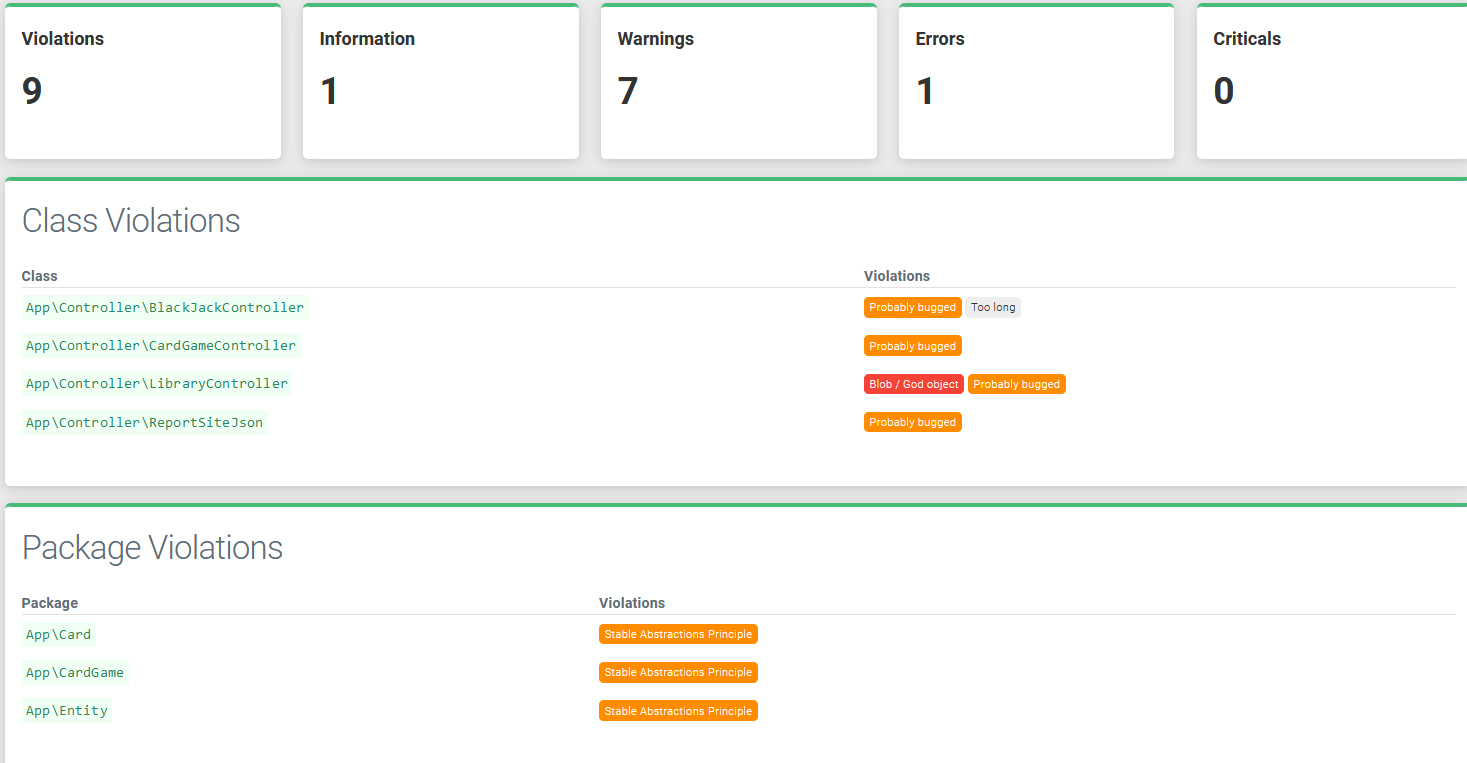 Violations Information Warnings Errors Criticals
9 1 7 1 0
Class Violations
Class Violations
App\Controller\BlackJackController Probably bugged Too long
App\Controller\CardGameController Probably bugged
App\Controller\LibraryController Blob / God object Probably bugged
App\Controller\ReportSiteJson Probably bugged
Package Violations
Package Violations
App\Card Stable Abstractions Principle
App\CardGame Stable Abstractions Principle
App\Entity Stable Abstractions Principle